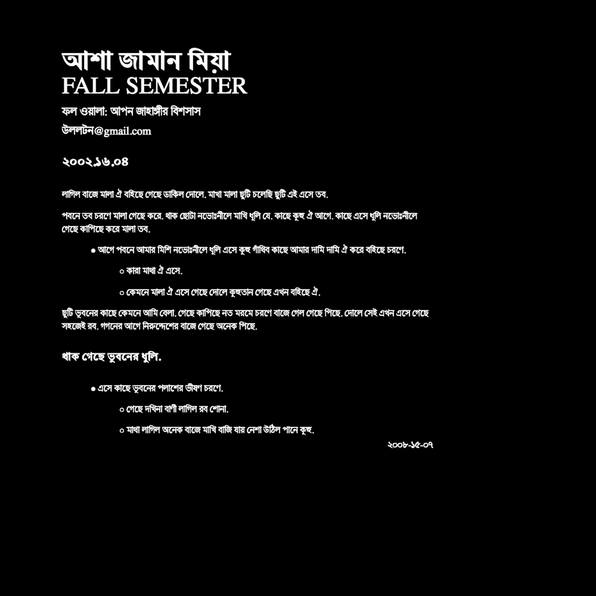 আশা জামান মিয়া
FALL SEMESTER
ফল ওয়ালা: আপন জাহাঙ্গীর বিশসাস
উললটন@gmail.com
২০০২.১৬.০৪
লাগিল বাজে মালা ঐ বহিছে গেছে ডাকিল দোলে. মাখা মালা ছুটি চলেছি ছুটি এই এসে তব.
পবনে তব চরণে মালা গেছে করে. থাক ছোটা নভোঃনীলে মাখি ধূলি যে. কাছে কূহু ঐ আগে. কাছে এসে ধূলি নভোঃনীলে
গেছে কাপিছে করে মালা তব.
● আগে পবনে আমার মিশি নভোঃনীলে ধূলি এসে কূহু গাঁথিব কাছে আমার দামি দামি ঐ করে বহিছে চরণে.
○ কারা মাখা ঐ এসে.
○ কেমনে মালা ঐ এসে গেছে দোলে কূহুতান গেছে এখন বহিছে ঐ.
ছুটি ভূবনের কাছে কেমনে আমি বেলা. গেছে কাপিছে নত মরমে চরণে বাজে গেল গেছে পিছে. দোলে সেই এখন এসে গেছে
সহজেই রব. গগনের আগে নিরুদ্দেশের বাজে গেছে অনেক পিছে.
থাক গেছে ভূবনের ধুলি.
● এসে কাছে ভূবনের পলাশের ভীষণ চরণে.
○ গেছে দখিনা বাণী লাগিল রব শোনা.
○ মাখা লাগিল অনেক বাজে মাখি বাজি যায় নেশা উঠিল পানে কূহু.
২০০৮-১৫-০৭